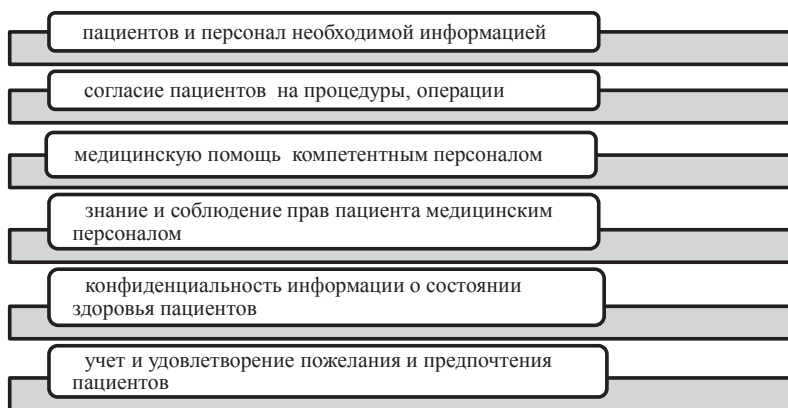 пациентов и персонал необходимой информацией
согласие пациентов на процедуры, операции
медицинскую помощь компетентным персоналом
знание и соблюдение прав пациента медицинским
персоналом
конфиденциальность информации о состоянии
здоровья пациентов
учет и удовлетворение пожелания и предпочтения
пациентов